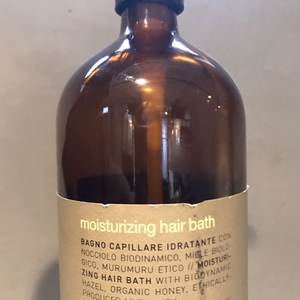 moisturizing hair bath
BAGNO CAPILLARE IDRATANTE CON
NOCCIOLO BIODINAMICO, MIELE BIOLO-
GICO, MURUMURU ETICO // MOISTURI-
ZING HAIR BATH WITH BIODYNAMIC
HAZEL, ORGANIC HONEY, ETHICALLY-
PRODUCED